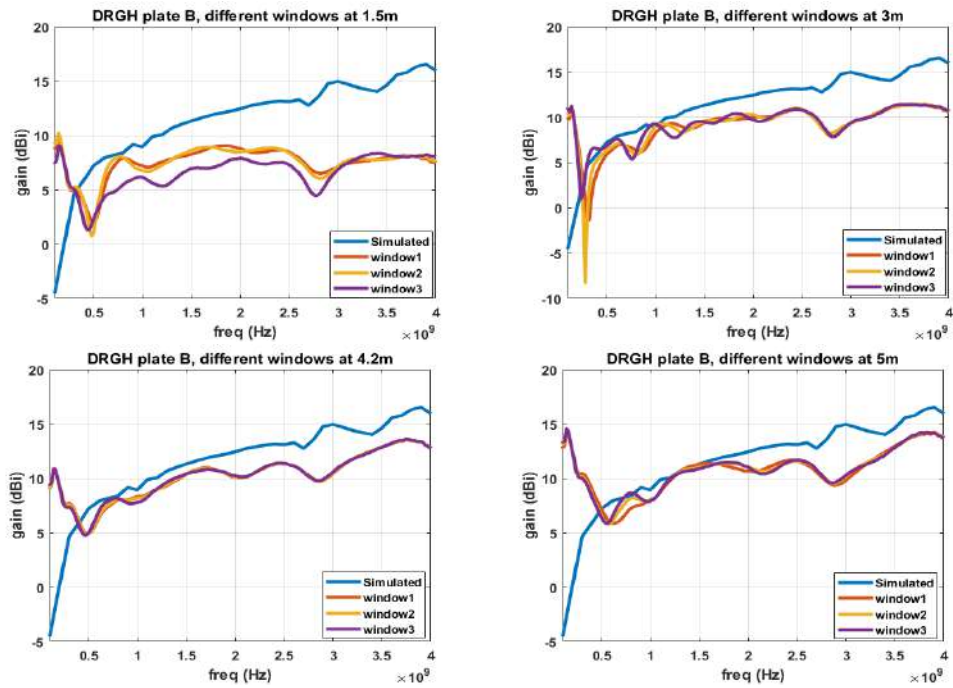 DRGH plate B, different windows at 1.5m
20
15
10
5
0
-5
gain (dBi)
0.5 1 1.5 2 2.5 3 3.5 4
freq (Hz)
×10⁹
Simulated
window1
window2
window3
DRGH plate B, different windows at 3m
20
15
10
5
0
-5
-10
gain (dBi)
0.5 1 1.5 2 2.5 3 3.5 4
freq (Hz)
×10⁹
Simulated
window1
window2
window3
DRGH plate B, different windows at 4.2m
20
15
10
5
0
-5
gain (dBi)
0.5 1 1.5 2 2.5 3 3.5 4
freq (Hz)
×10⁹
Simulated
window1
window2
window3
DRGH plate B, different windows at 5m
20
15
10
5
0
-5
gain (dBi)
0.5 1 1.5 2 2.5 3 3.5 4
freq (Hz)
×10⁹
Simulated
window1
window2
window3